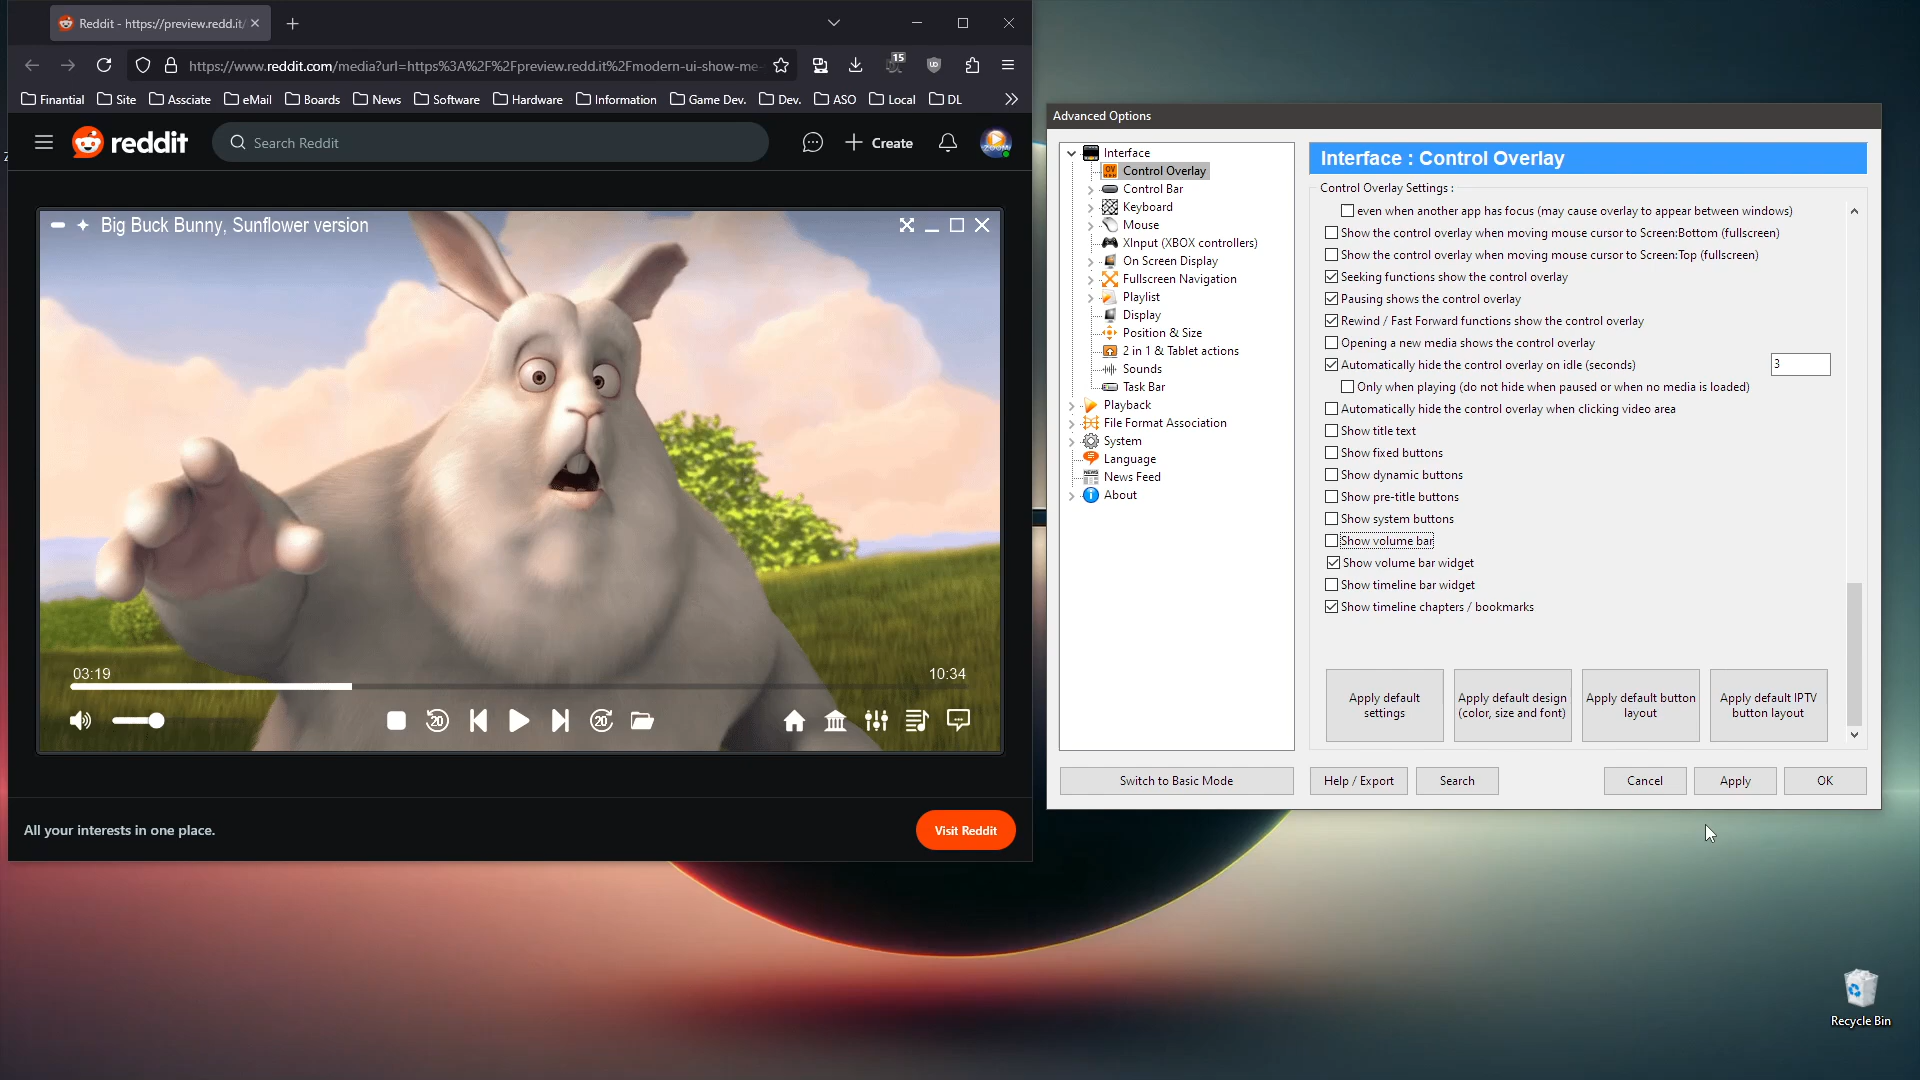 Reddit - https://preview.redd.it/
https://www.reddit.com/media?url=https%3A%2F%2Fpreview.redd.it%2Fmodern-ui-show-me-
15
Finantial
Site
Assciate
eMail
Boards
News
Software
Hardware
Information
Game Dev.
Dev.
ASO
Local
DL
reddit
Search Reddit
Create
ZOOM
Big Buck Bunny, Sunflower version
03:19
10:34
20
20
All your interests in one place.
Visit Reddit
Advanced Options
Interface
Control Overlay
Control Bar
Keyboard
Mouse
XInput (XBOX controllers)
On Screen Display
Fullscreen Navigation
Playlist
Display
Position & Size
2 in 1 & Tablet actions
Sounds
Task Bar
Playback
File Format Association
System
Language
News Feed
About
Interface : Control Overlay
Control Overlay Settings :
even when another app has focus (may cause overlay to appear between windows)
Show the control overlay when moving mouse cursor to Screen:Bottom (fullscreen)
Show the control overlay when moving mouse cursor to Screen:Top (fullscreen)
Seeking functions show the control overlay
Pausing shows the control overlay
Rewind / Fast Forward functions show the control overlay
Opening a new media shows the control overlay
Automatically hide the control overlay on idle (seconds)
3
Only when playing (do not hide when paused or when no media is loaded)
Automatically hide the control overlay when clicking video area
Show title text
Show fixed buttons
Show dynamic buttons
Show pre-title buttons
Show system buttons
Show volume bar
Show volume bar widget
Show timeline bar widget
Show timeline chapters / bookmarks
Apply default
settings
Apply default design
(color, size and font)
Apply default button
layout
Apply default IPTV
button layout
Switch to Basic Mode
Help / Export
Search
Cancel
Apply
OK
Recycle Bin